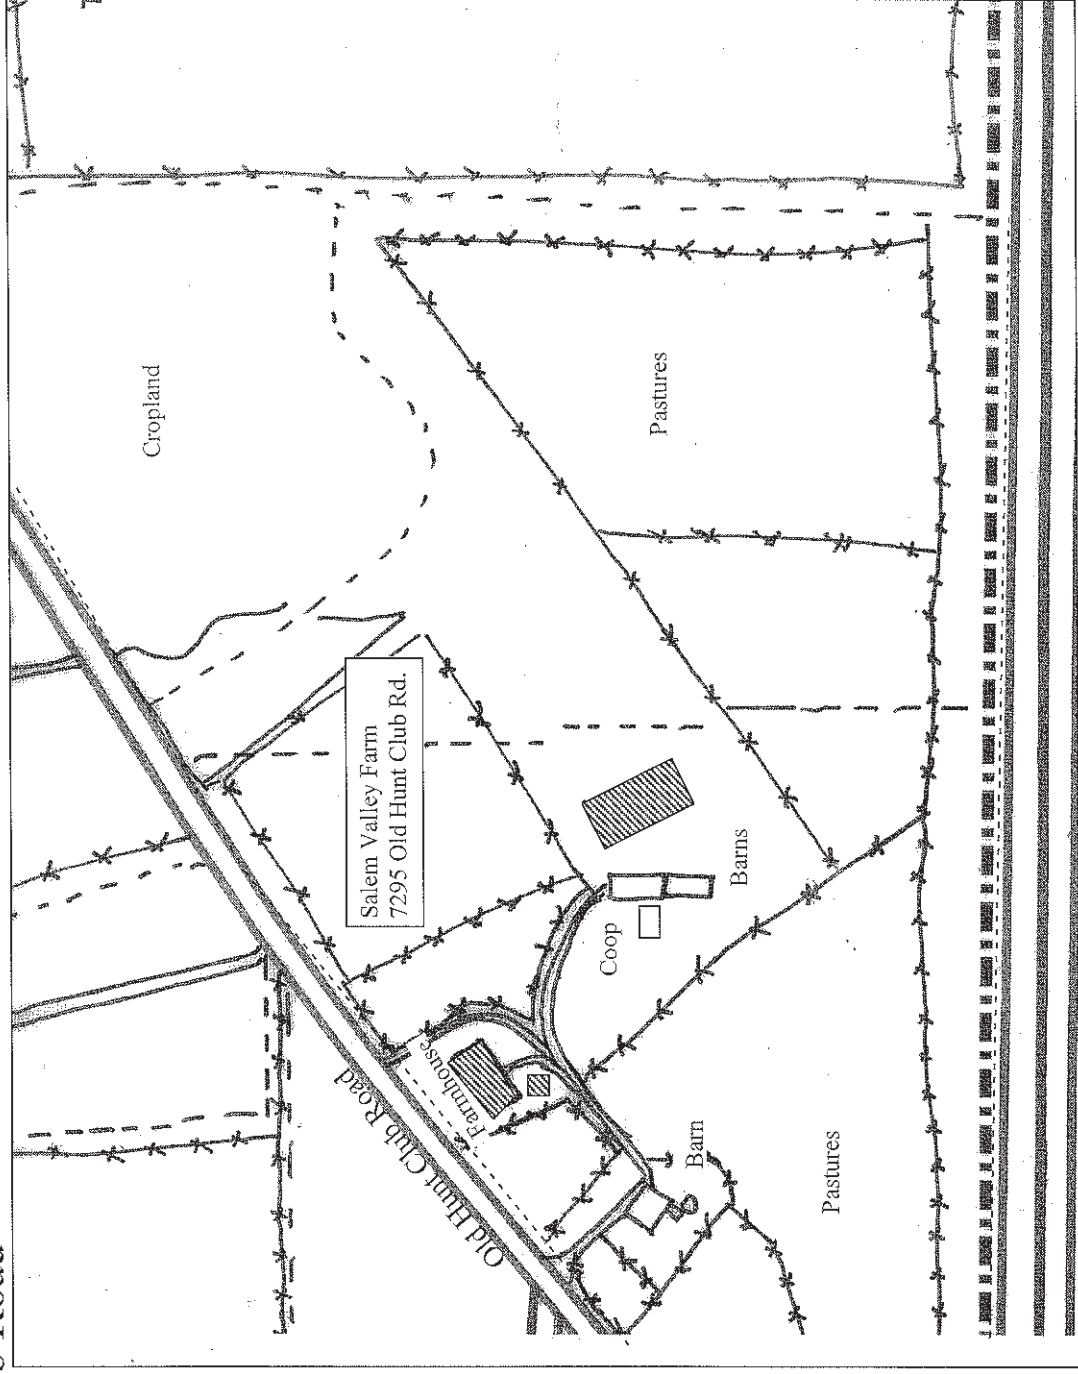 Cropland
Pastures
Salem Valley Farm
7295 Old Hunt Club Rd.
Barns
Coop
Farmhouse
Old Hunt Club Road
Barn
Pastures
Road